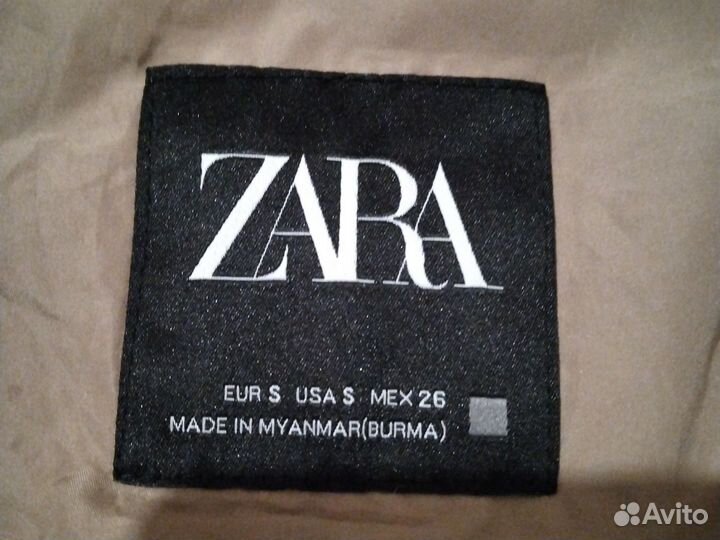 ZARA
EUR S USA S MEX 26
MADE IN MYANMAR(BURMA)
Avito